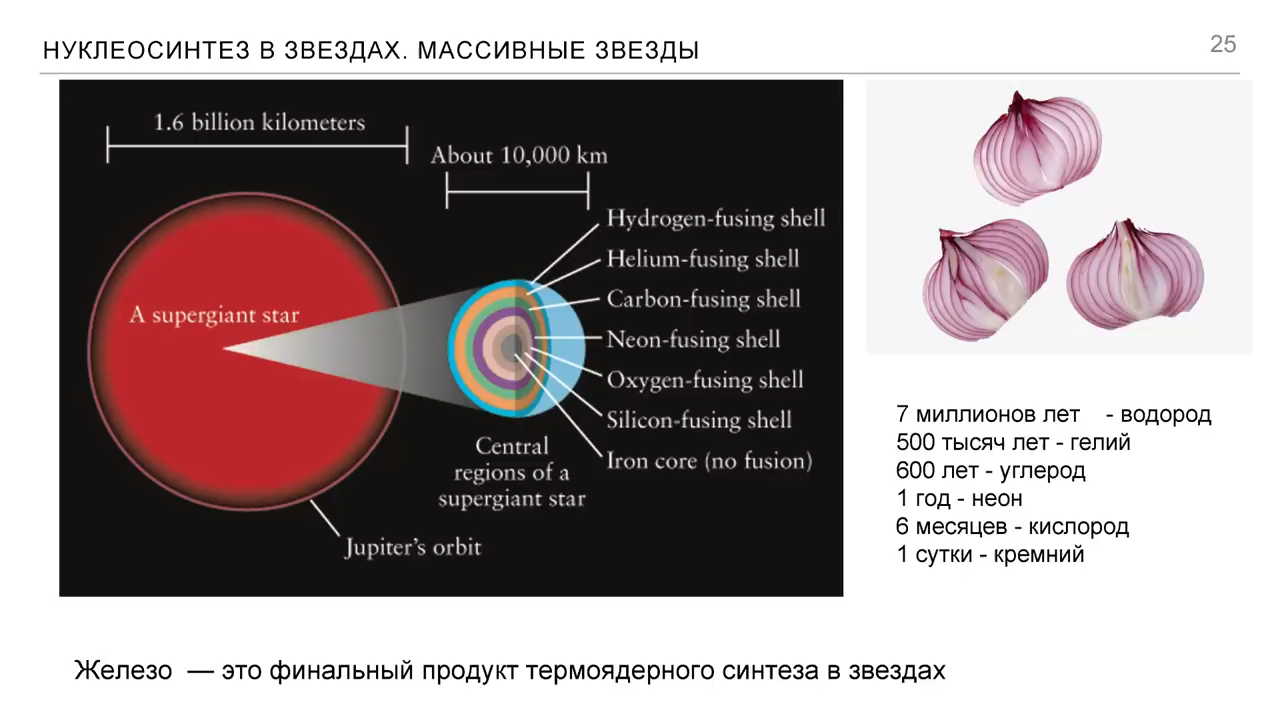 НУКЛЕОСИНТЕЗ В ЗВЕЗДАХ. МАССИВНЫЕ ЗВЕЗДЫ
25
1.6 billion kilometers
About 10,000 km
A supergiant star
Hydrogen-fusing shell
Helium-fusing shell
Carbon-fusing shell
Neon-fusing shell
Oxygen-fusing shell
Silicon-fusing shell
Iron core (no fusion)
Central
regions of a
supergiant star
Jupiter's orbit
7 миллионов лет - водород
500 тысяч лет - гелий
600 лет - углерод
1 год - неон
6 месяцев - кислород
1 сутки - кремний
Железо — это финальный продукт термоядерного синтеза в звездах